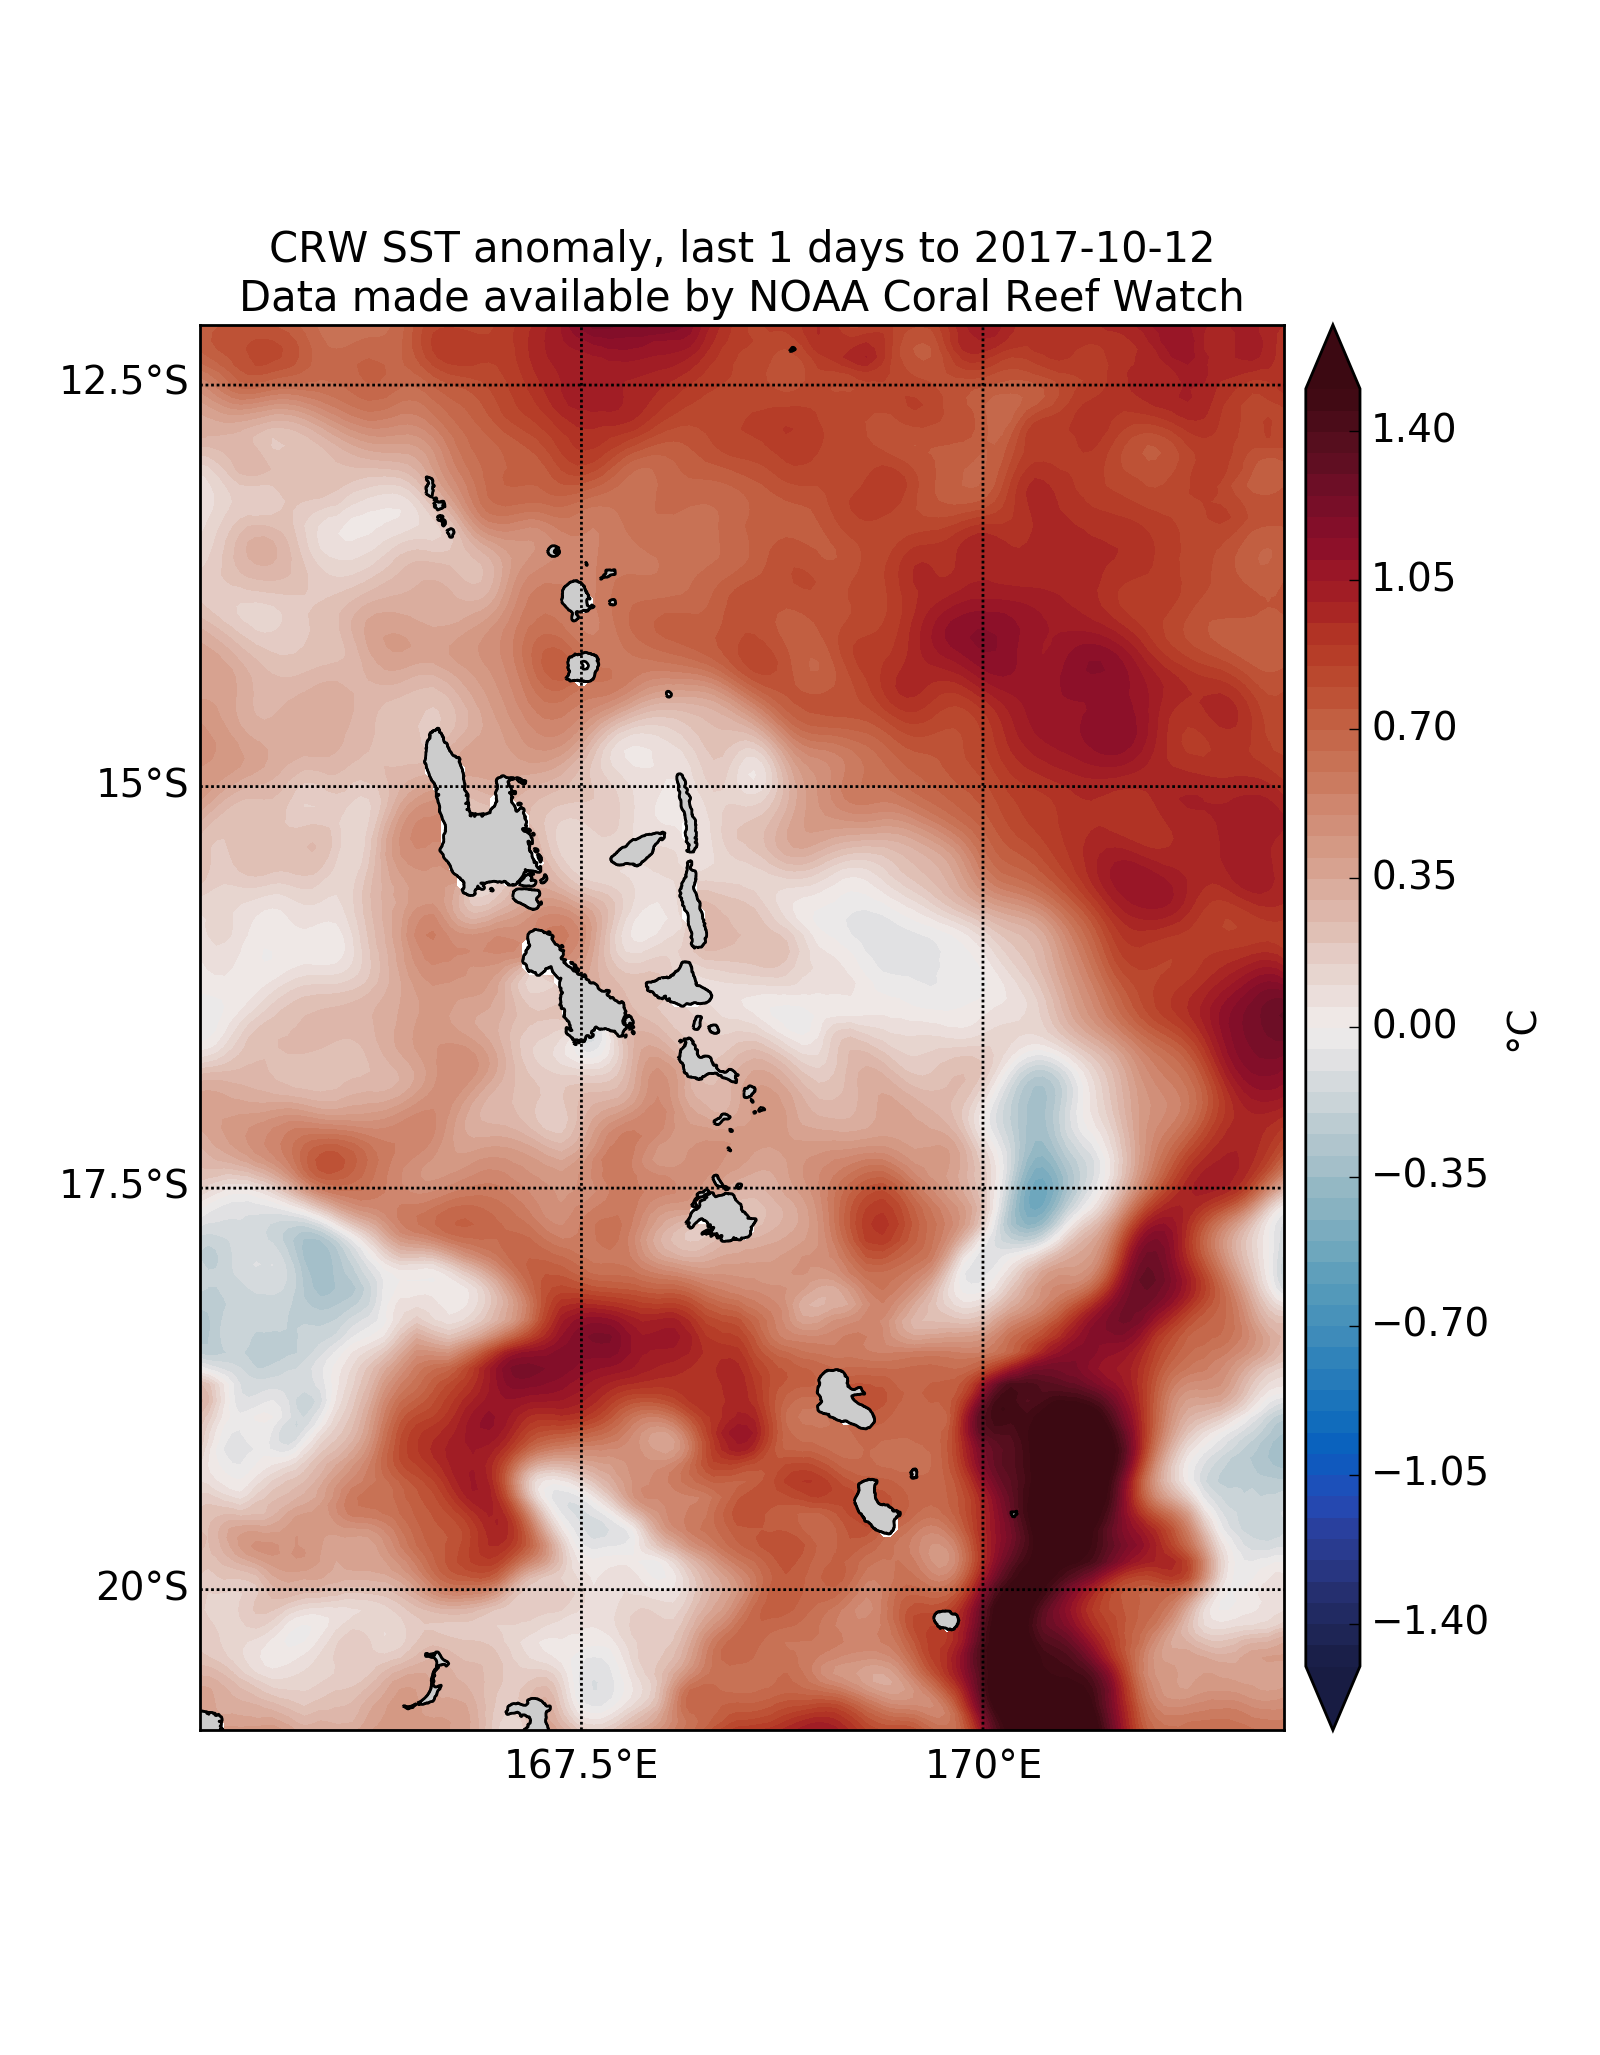 CRW SST anomaly, last 1 days to 2017-10-12
Data made available by NOAA Coral Reef Watch
12.5°S
15°S
17.5°S
20°S
167.5°E
170°E
1.40
1.05
0.70
0.35
0.00
−0.35
−0.70
−1.05
−1.40
°C